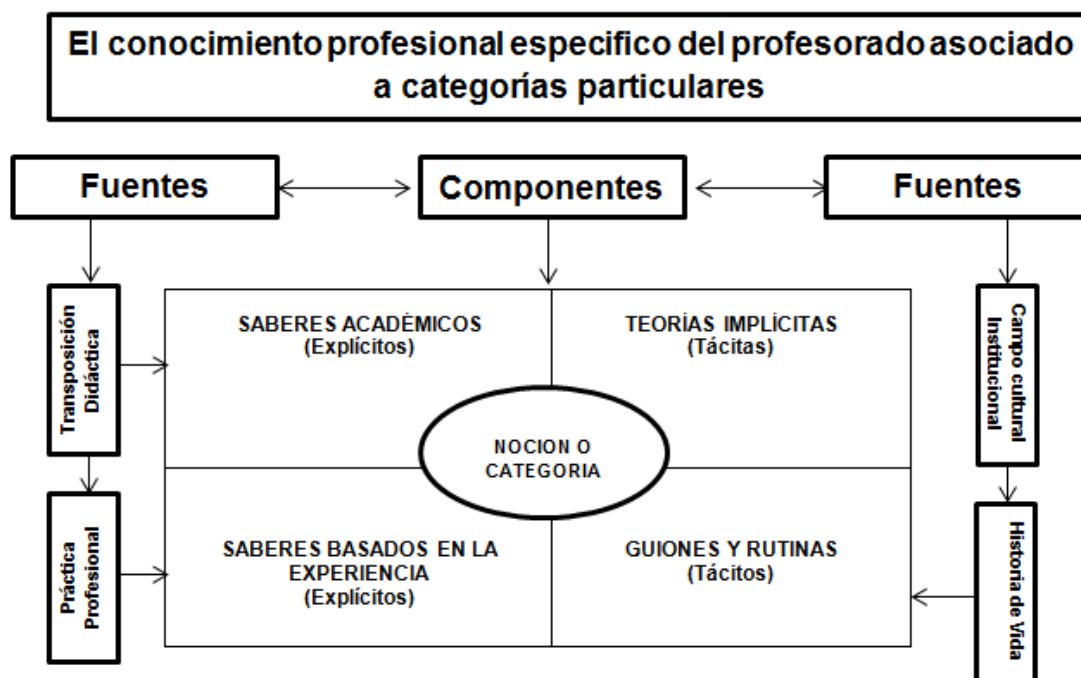 El conocimiento profesional especifico del profesorado asociado
a categorías particulares
Fuentes
Componentes
Fuentes
Transposición
Didáctica
SABERES ACADÉMICOS
(Explícitos)
TEORÍAS IMPLÍCITAS
(Tácitas)
Campo cultural
Institucional
NOCION O
CATEGORIA
Práctica
Profesional
SABERES BASADOS EN LA
EXPERIENCIA
(Explícitos)
GUIONES Y RUTINAS
(Tácitos)
Historia de Vida